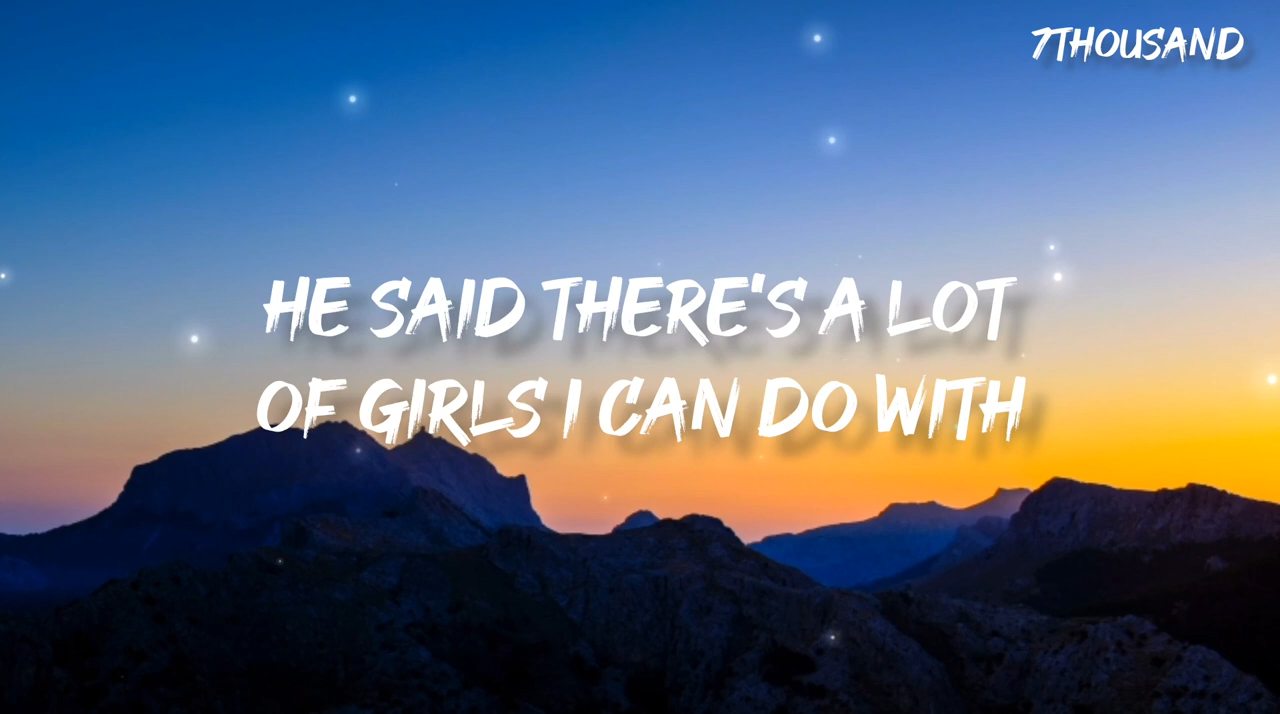 7THOUSAND
HE SAID THERE'S A LOT
OF GIRLS I CAN DO WITH